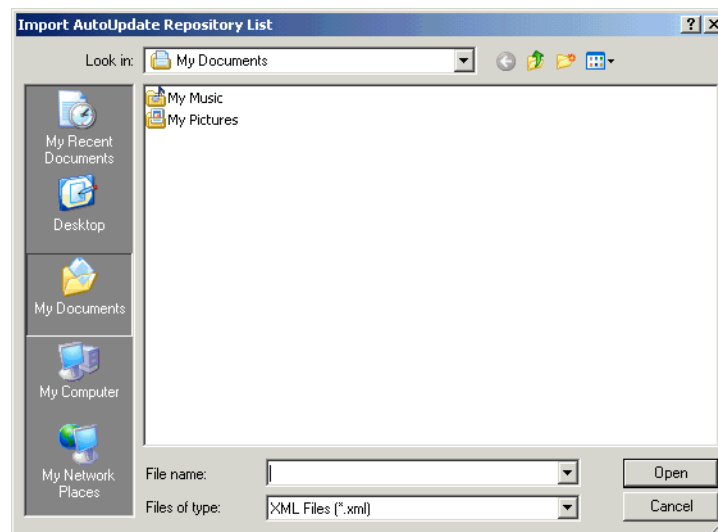 Import AutoUpdate Repository List
Look in: My Documents
My Music
My Pictures
My Recent
Documents
Desktop
My Documents
My Computer
My Network
Places
File name:
Open
Files of type: XML Files (*.xml)
Cancel